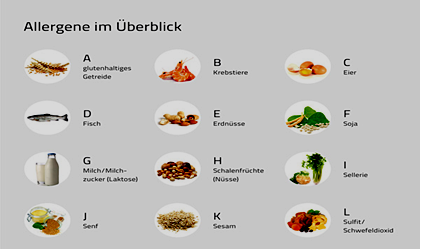 Allergene im Überblick
A
glutenhaltiges
Getreide
B
Krebstiere
C
Eier
D
Fisch
E
Erdnüsse
F
Soja
G
Milch/Milch-
zucker (Laktose)
H
Schalenfrüchte
(Nüsse)
I
Sellerie
J
Senf
K
Sesam
L
Sulfit/
Schwefeldioxid